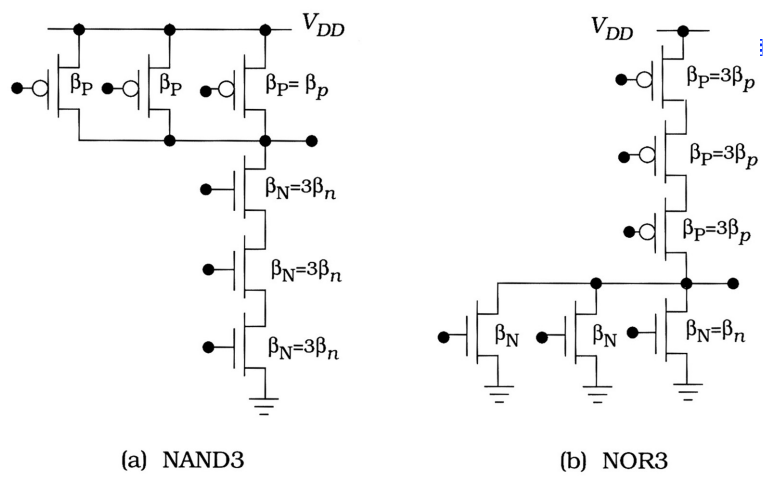 V_DD
β_P
β_P
β_P= β_p
β_N=3β_n
β_N=3β_n
β_N=3β_n
(a) NAND3
V_DD
β_P=3β_p
β_P=3β_p
β_P=3β_p
β_N
β_N
β_N=β_n
(b) NOR3